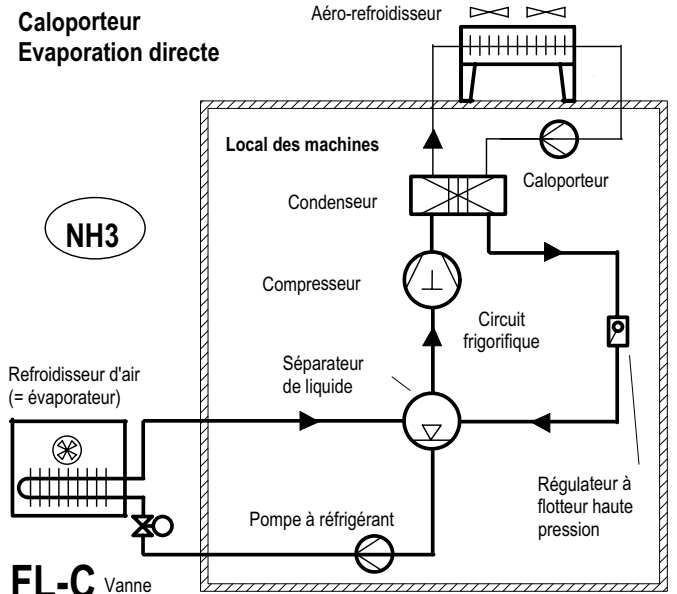 Caloporteur
Evaporation directe
Aéro-refroidisseur
Local des machines
Caloporteur
Condenseur
NH3
Compresseur
Circuit
frigorifique
Séparateur
de liquide
Refroidisseur d'air
(= évaporateur)
Régulateur à
flotteur haute
pression
Pompe à réfrigérant
FL-C Vanne